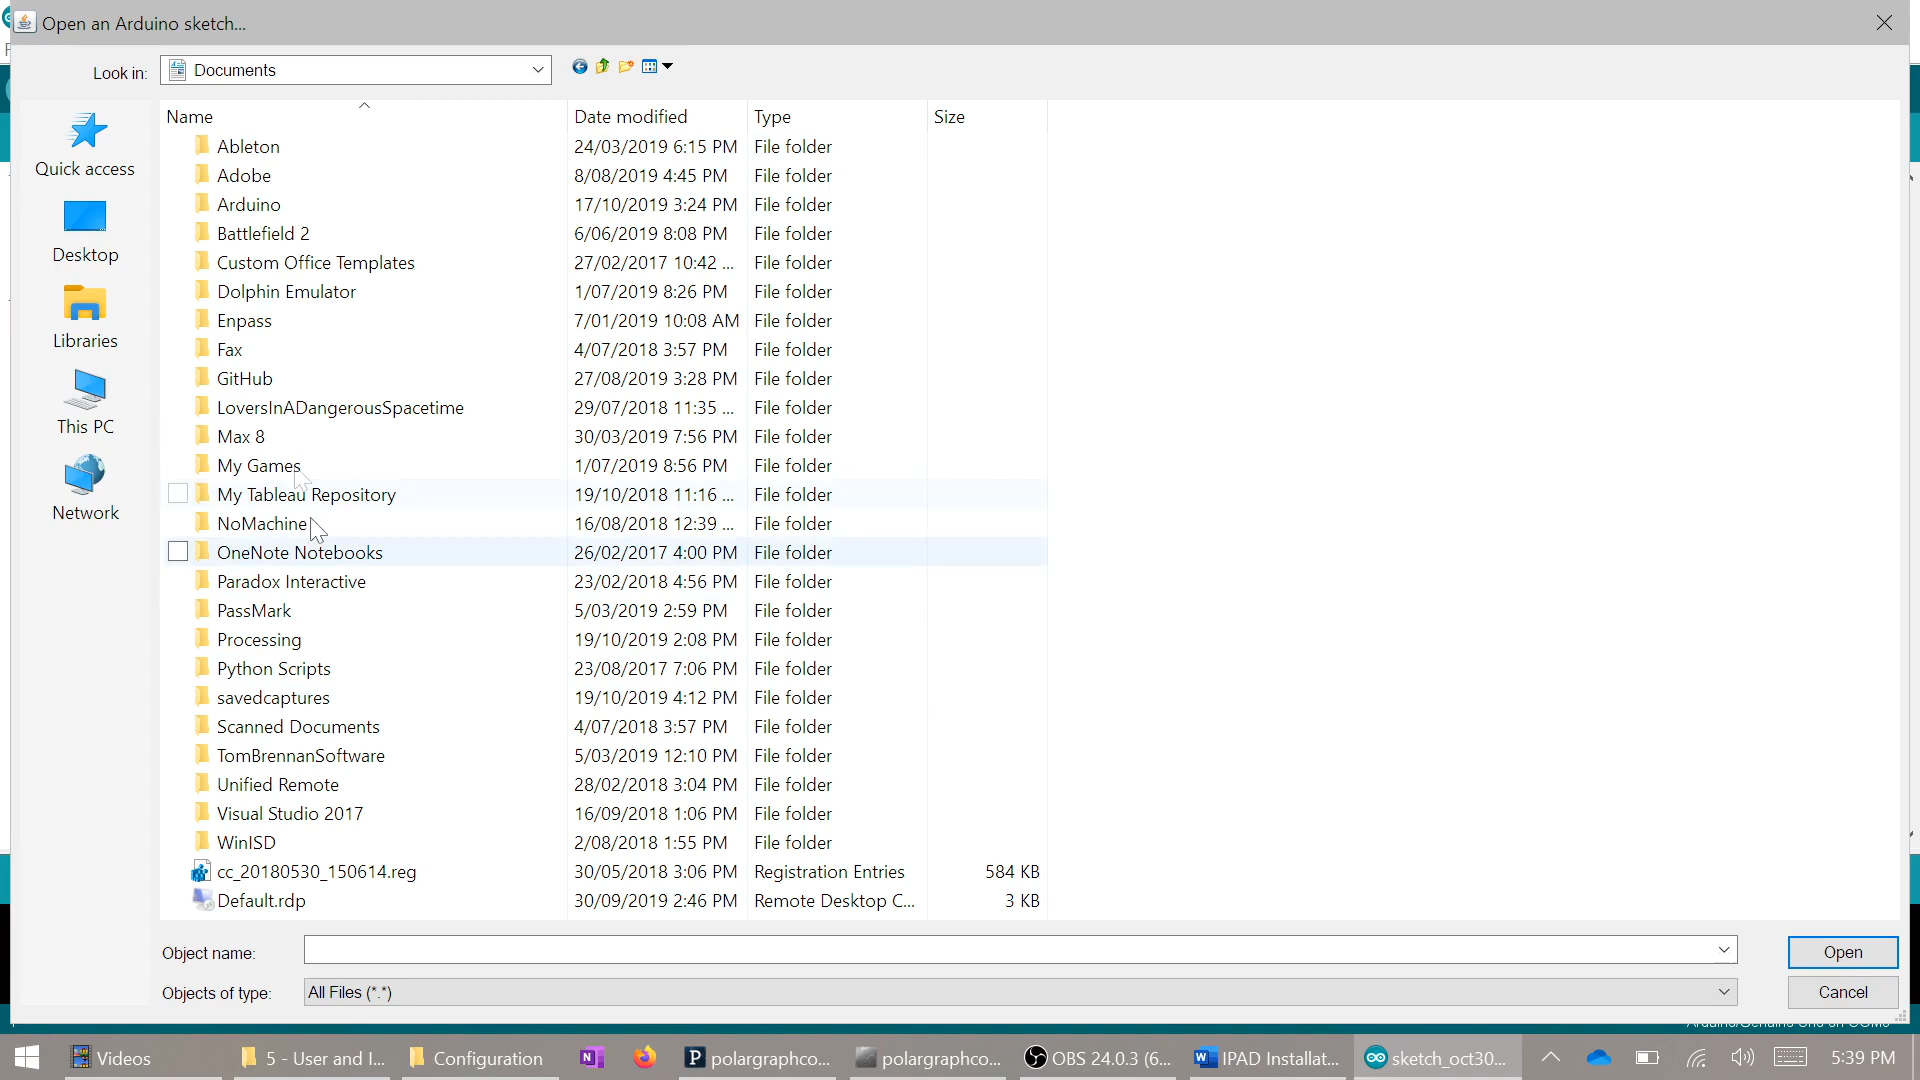 Open an Arduino sketch...
Look in: Documents
Name Date modified Type Size
Quick access
Desktop
Libraries
This PC
Network
Ableton 24/03/2019 6:15 PM File folder
Adobe 8/08/2019 4:45 PM File folder
Arduino 17/10/2019 3:24 PM File folder
Battlefield 2 6/06/2019 8:08 PM File folder
Custom Office Templates 27/02/2017 10:42 ... File folder
Dolphin Emulator 1/07/2019 8:26 PM File folder
Enpass 7/01/2019 10:08 AM File folder
Fax 4/07/2018 3:57 PM File folder
GitHub 27/08/2019 3:28 PM File folder
LoversInADangerousSpacetime 29/07/2018 11:35 ... File folder
Max 8 30/03/2019 7:56 PM File folder
My Games 1/07/2019 8:56 PM File folder
My Tableau Repository 19/10/2018 11:16 ... File folder
NoMachine 16/08/2018 12:39 ... File folder
OneNote Notebooks 26/02/2017 4:00 PM File folder
Paradox Interactive 23/02/2018 4:56 PM File folder
PassMark 5/03/2019 2:59 PM File folder
Processing 19/10/2019 2:08 PM File folder
Python Scripts 23/08/2017 7:06 PM File folder
savedcaptures 19/10/2019 4:12 PM File folder
Scanned Documents 4/07/2018 3:57 PM File folder
TomBrennanSoftware 5/03/2019 12:10 PM File folder
Unified Remote 28/02/2018 3:04 PM File folder
Visual Studio 2017 16/09/2018 1:06 PM File folder
WinISD 2/08/2018 1:55 PM File folder
cc_20180530_150614.reg 30/05/2018 3:06 PM Registration Entries 584 KB
Default.rdp 30/09/2019 2:46 PM Remote Desktop C... 3 KB
Object name: Open
Objects of type: All Files (*.*) Cancel
Videos 5 - User and I... Configuration polargraphco... polargraphco... OBS 24.0.3 (6... IPAD Installat... sketch_oct30... 5:39 PM